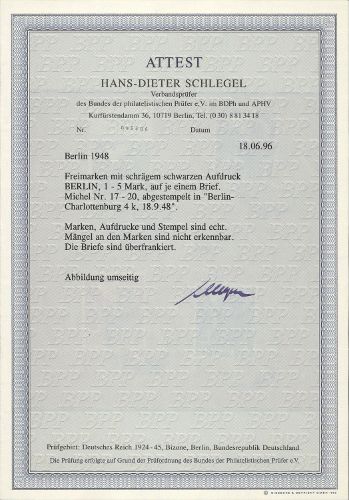 ATTEST
HANS-DIETER SCHLEGEL
Verbandsprüfer
des Bundes der philatelistischen Prüfer e.V. im BDPh und APHV
Kurfürstendamm 36, 10719 Berlin, Tel. (0 30) 8 81 34 18
Nr. Datum
18.06.96
Berlin 1948
Freimarken mit schrägem schwarzen Aufdruck
BERLIN, 1 - 5 Mark, auf je einem Brief.
Michel Nr. 17 - 20, abgestempelt in "Berlin-
Charlottenburg 4 k, 18.9.48".
Marken, Aufdrucke und Stempel sind echt.
Mängel an den Marken sind nicht erkennbar.
Die Briefe sind überfrankiert.
Abbildung umseitig
Prüfgebiet: Deutsches Reich 1924 - 45, Bizone, Berlin, Bundesrepublik Deutschland
Die Prüfung erfolgte auf Grund der Prüfordnung des Bundes der Philatelistischen Prüfer e.V.